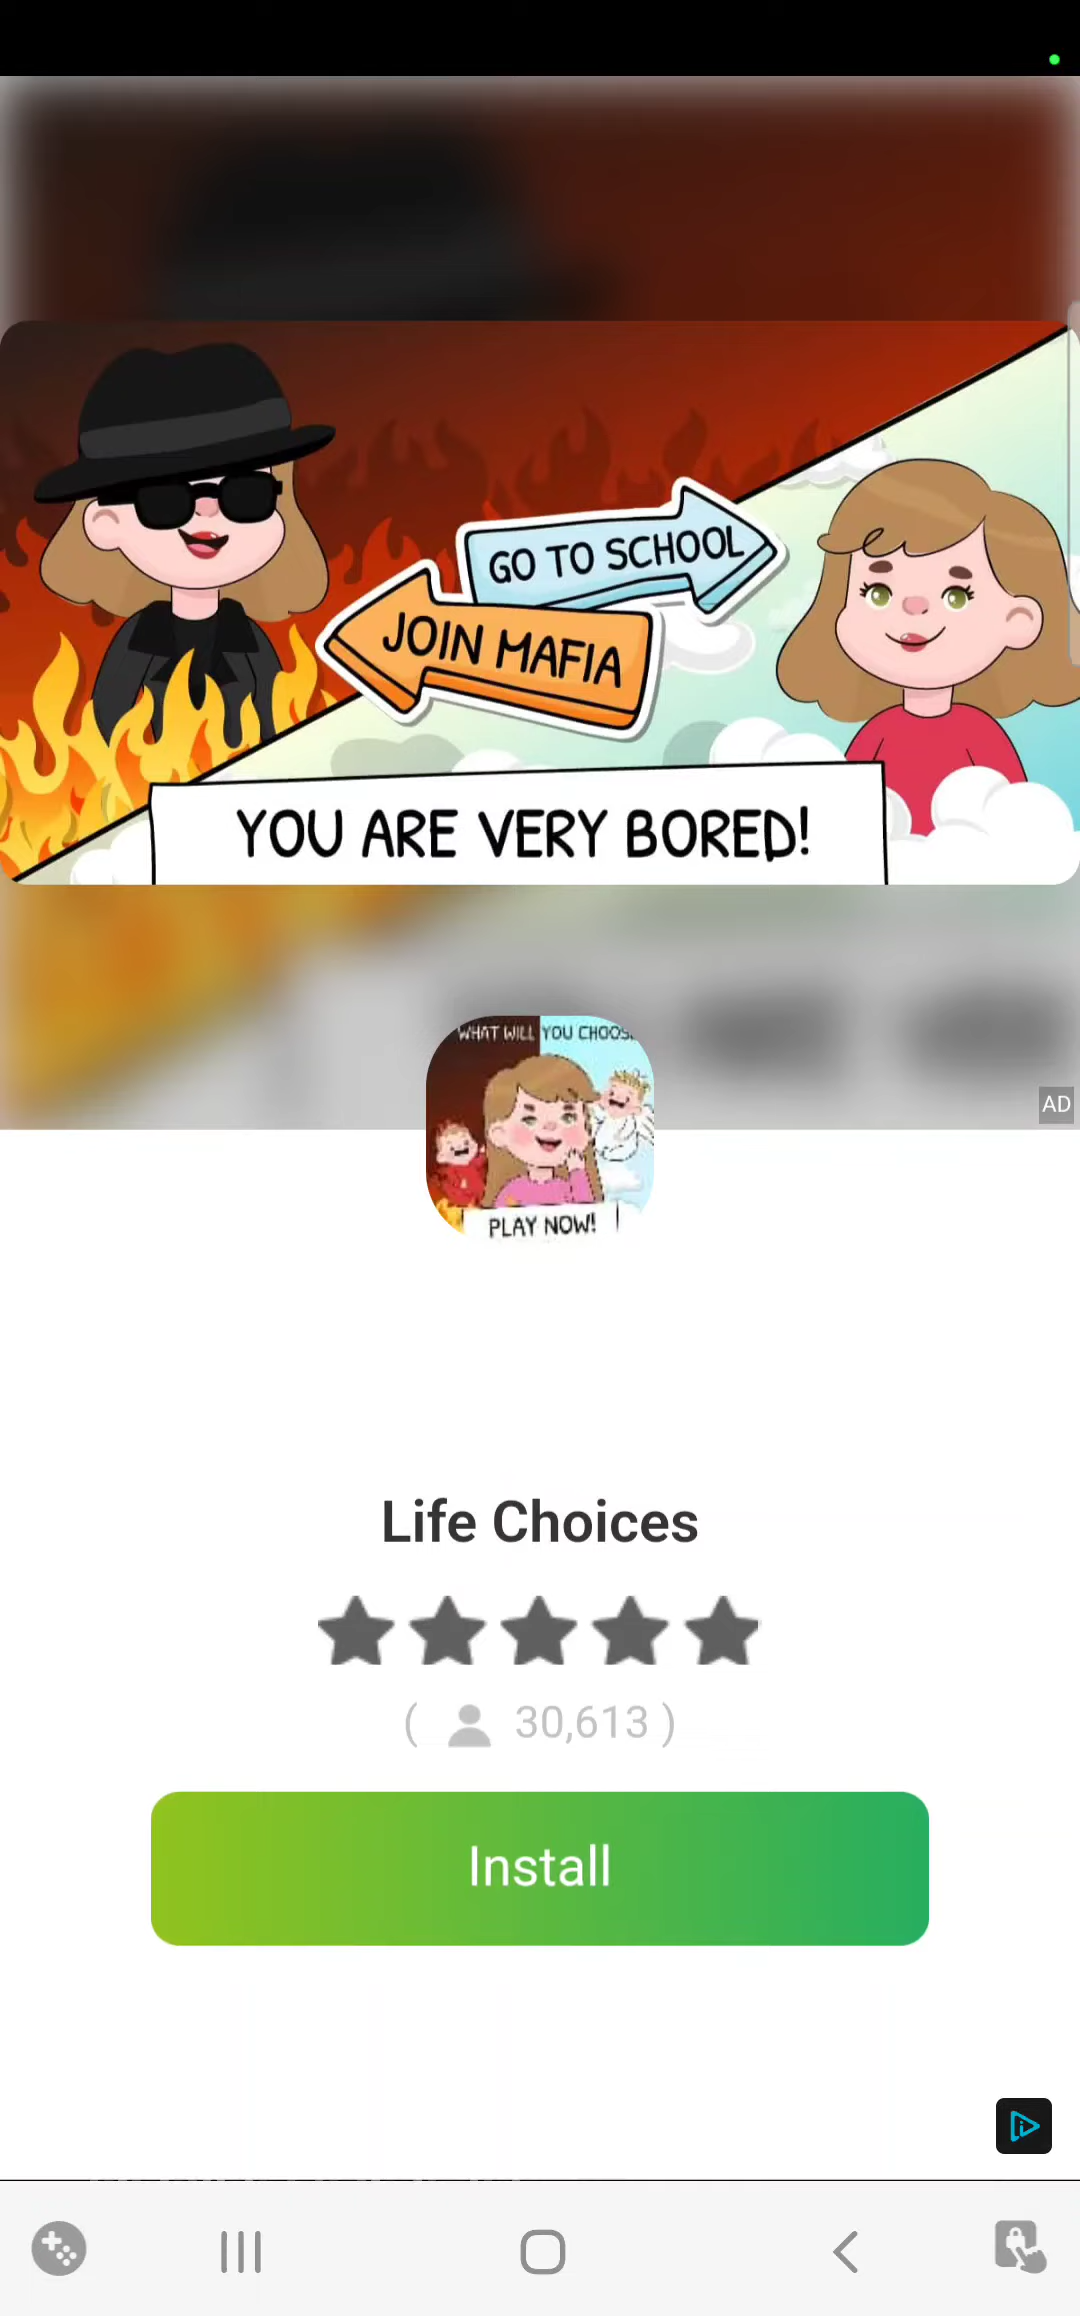 GO TO SCHOOL
JOIN MAFIA
YOU ARE VERY BORED!
WHAT WILL YOU CHOOS
AD
PLAY NOW!
Life Choices
( 30,613 )
Install